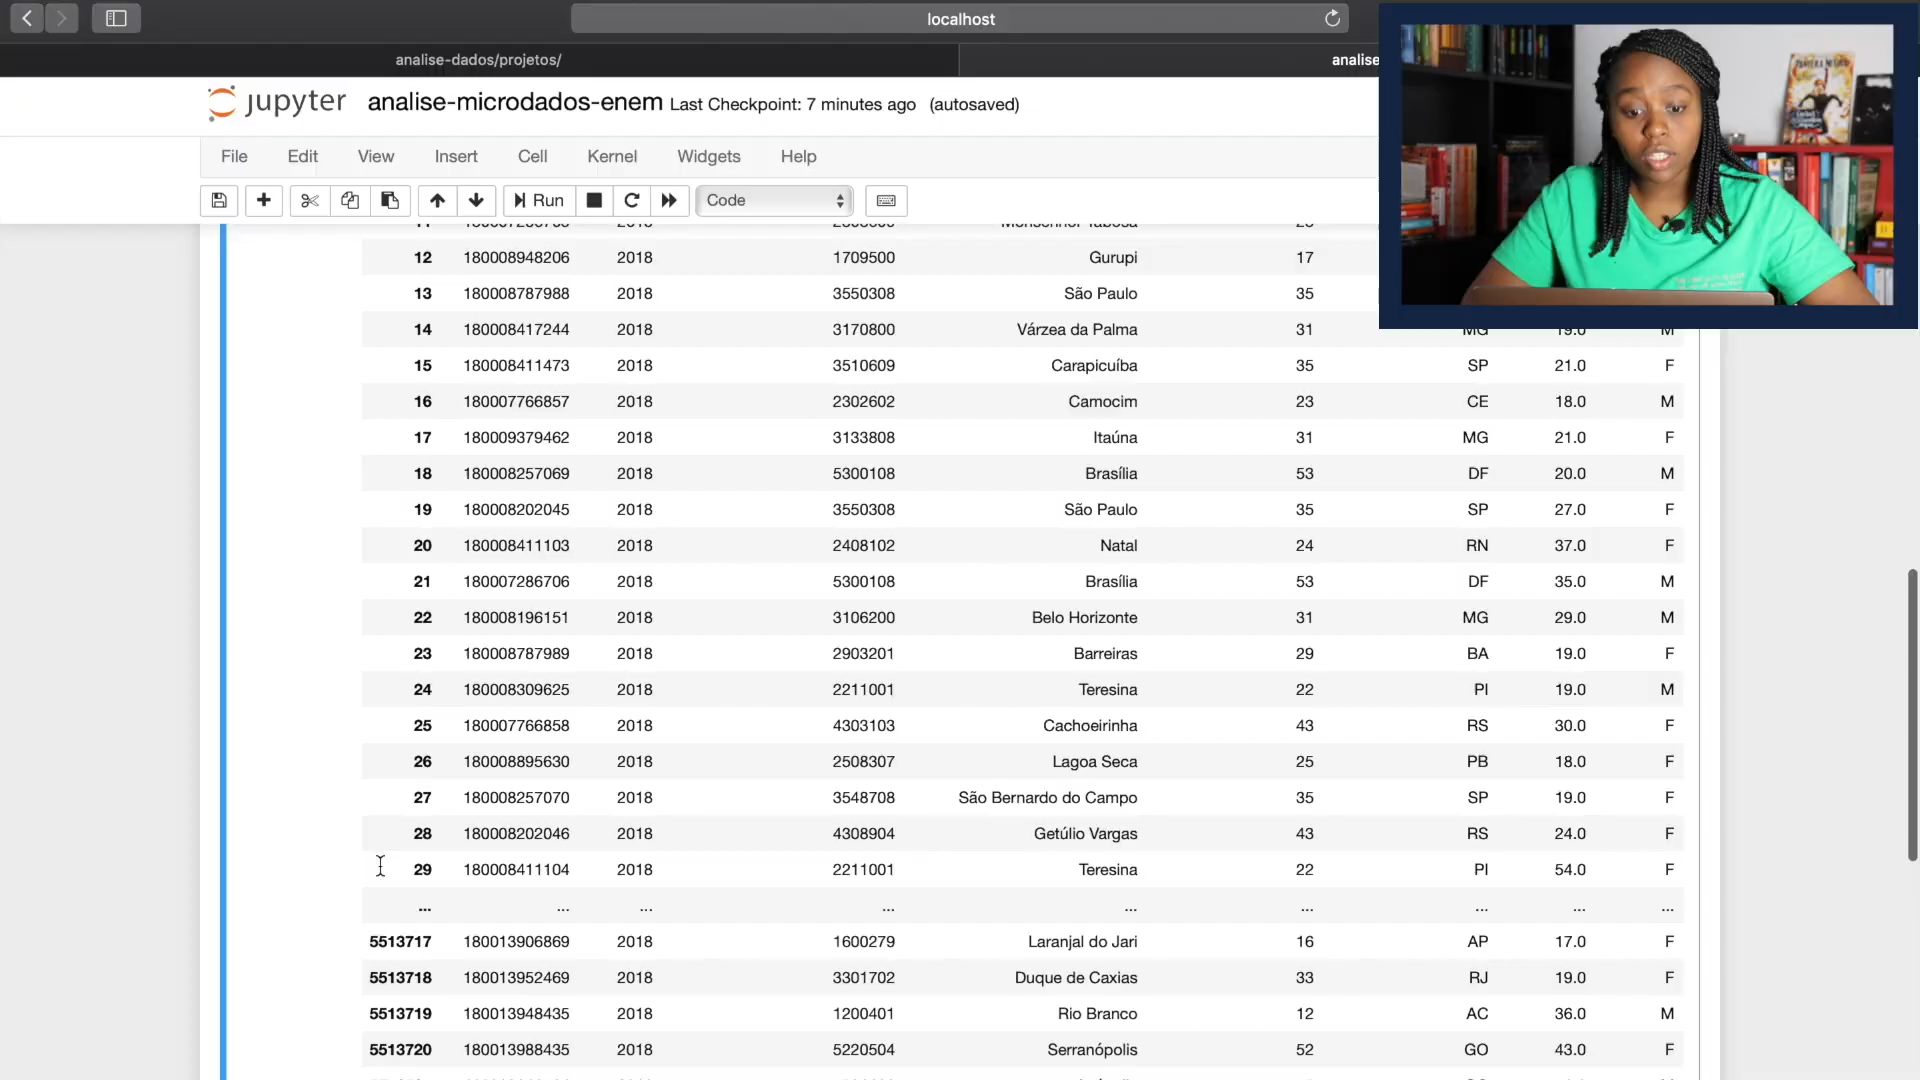 localhost
analise-dados/projetos/
analise
jupyter analise-microdados-enem Last Checkpoint: 7 minutes ago (autosaved)
File Edit View Insert Cell Kernel Widgets Help
Run Code
12 180008948206 2018 1709500 Gurupi 17
13 180008787988 2018 3550308 São Paulo 35
14 180008417244 2018 3170800 Várzea da Palma 31 MG 19.0 M
15 180008411473 2018 3510609 Carapicuíba 35 SP 21.0 F
16 180007766857 2018 2302602 Camocim 23 CE 18.0 M
17 180009379462 2018 3133808 Itaúna 31 MG 21.0 F
18 180008257069 2018 5300108 Brasília 53 DF 20.0 M
19 180008202045 2018 3550308 São Paulo 35 SP 27.0 F
20 180008411103 2018 2408102 Natal 24 RN 37.0 F
21 180007286706 2018 5300108 Brasília 53 DF 35.0 M
22 180008196151 2018 3106200 Belo Horizonte 31 MG 29.0 M
23 180008787989 2018 2903201 Barreiras 29 BA 19.0 F
24 180008309625 2018 2211001 Teresina 22 PI 19.0 M
25 180007766858 2018 4303103 Cachoeirinha 43 RS 30.0 F
26 180008895630 2018 2508307 Lagoa Seca 25 PB 18.0 F
27 180008257070 2018 3548708 São Bernardo do Campo 35 SP 19.0 F
28 180008202046 2018 4308904 Getúlio Vargas 43 RS 24.0 F
29 180008411104 2018 2211001 Teresina 22 PI 54.0 F
... ... ... ... ... ... ... ... ...
5513717 180013906869 2018 1600279 Laranjal do Jari 16 AP 17.0 F
5513718 180013952469 2018 3301702 Duque de Caxias 33 RJ 19.0 F
5513719 180013948435 2018 1200401 Rio Branco 12 AC 36.0 M
5513720 180013988435 2018 5220504 Serranópolis 52 GO 43.0 F